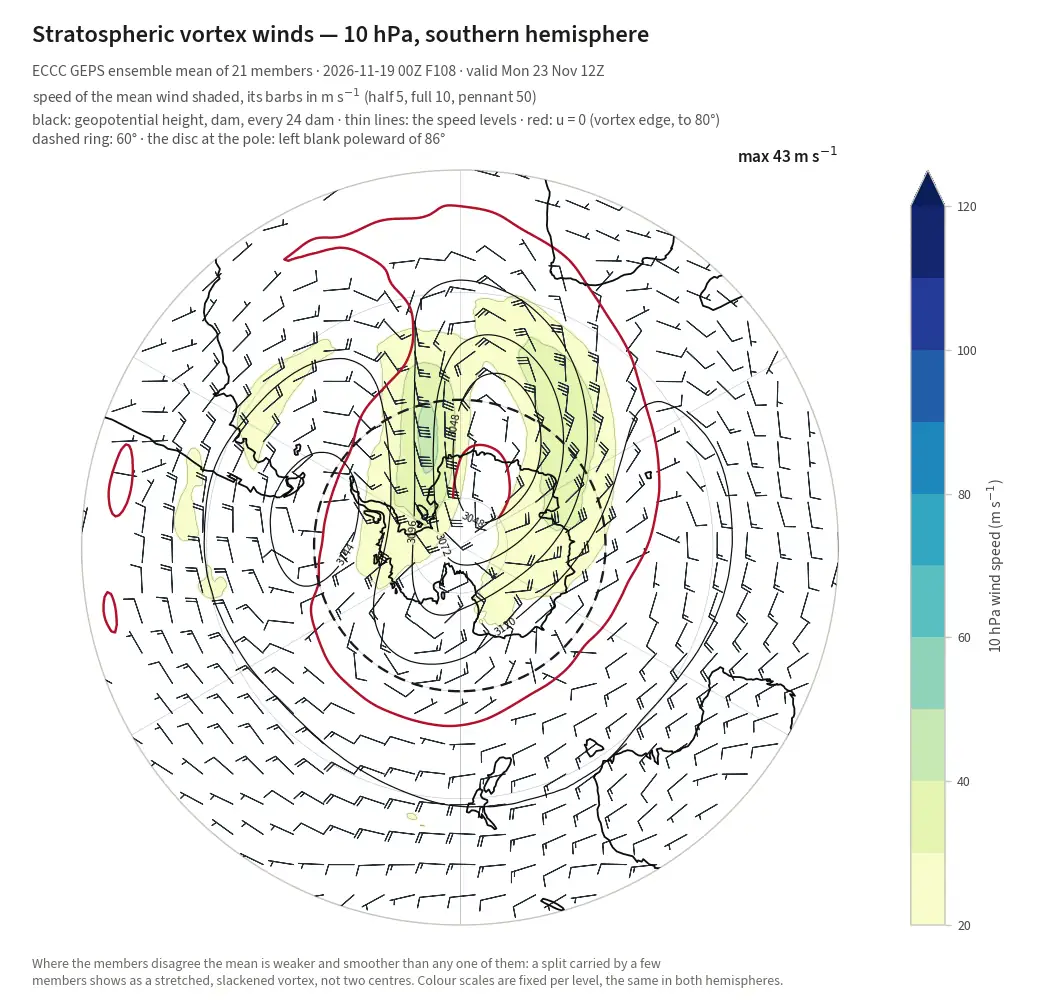 Stratospheric vortex winds — 10 hPa, southern hemisphere
ECCC GEPS ensemble mean of 21 members · 2026-11-19 00Z F108 · valid Mon 23 Nov 12Z
speed of the mean wind shaded, its barbs in m s⁻¹ (half 5, full 10, pennant 50)
black: geopotential height, dam, every 24 dam · thin lines: the speed levels · red: u = 0 (vortex edge, to 80°)
dashed ring: 60° · the disc at the pole: left blank poleward of 86°
max 43 m s⁻¹
120
100
80
60
40
20
10 hPa wind speed (m s⁻¹)
3048
3048
3096
3072
3144
3120
Where the members disagree the mean is weaker and smoother than any one of them: a split carried by a few
members shows as a stretched, slackened vortex, not two centres. Colour scales are fixed per level, the same in both hemispheres.